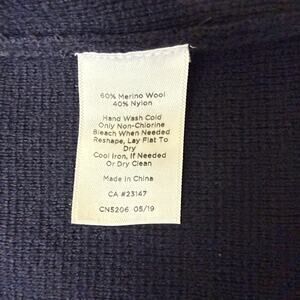 60% Merino Wool
40% Nylon
Hand Wash Cold
Only Non-Chlorine
Bleach When Needed
Reshape, Lay Flat To
Dry
Cool Iron, If Needed
Or Dry Clean
Made in China
CA #23147
CN5206 05/19